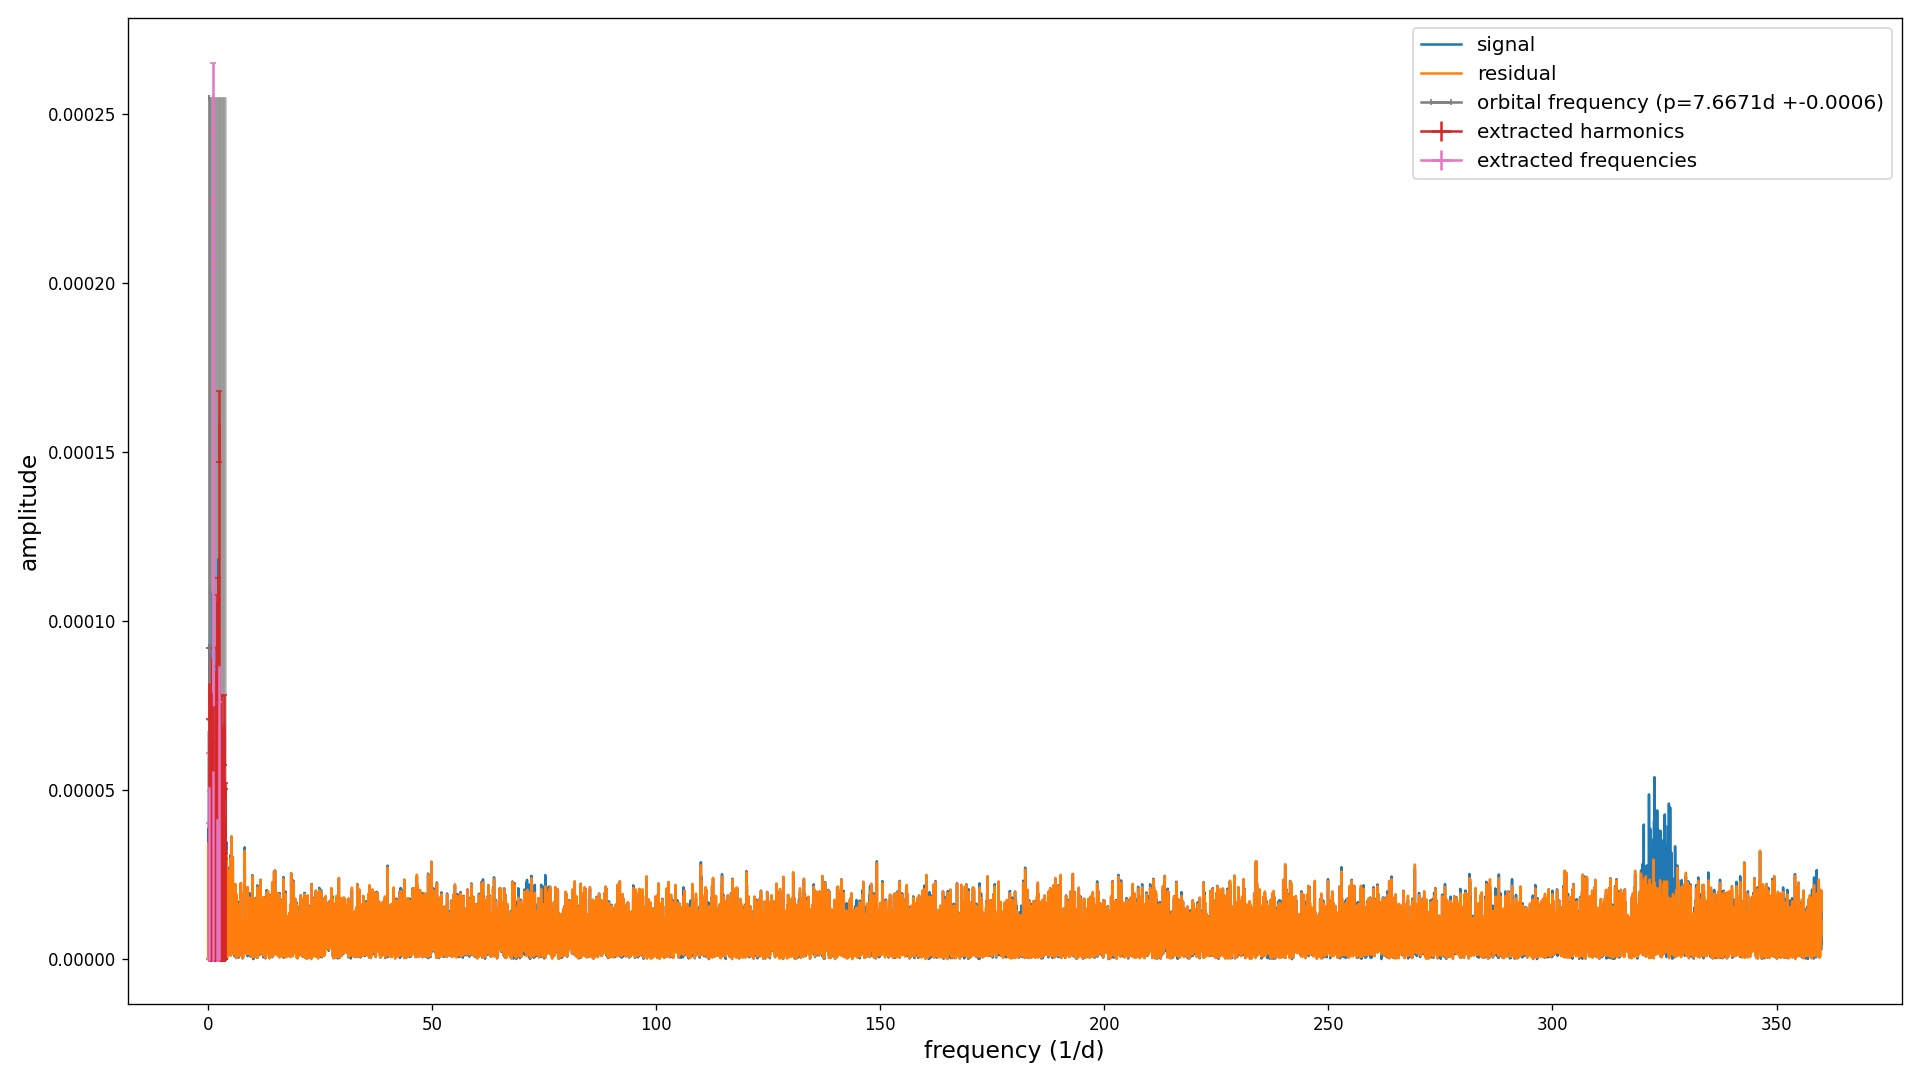 signal
residual
orbital frequency (p=7.6671d +-0.0006)
extracted harmonics
extracted frequencies
0.00025
0.00020
0.00015
0.00010
0.00005
0.00000
amplitude
0 50 100 150 200 250 300 350
frequency (1/d)